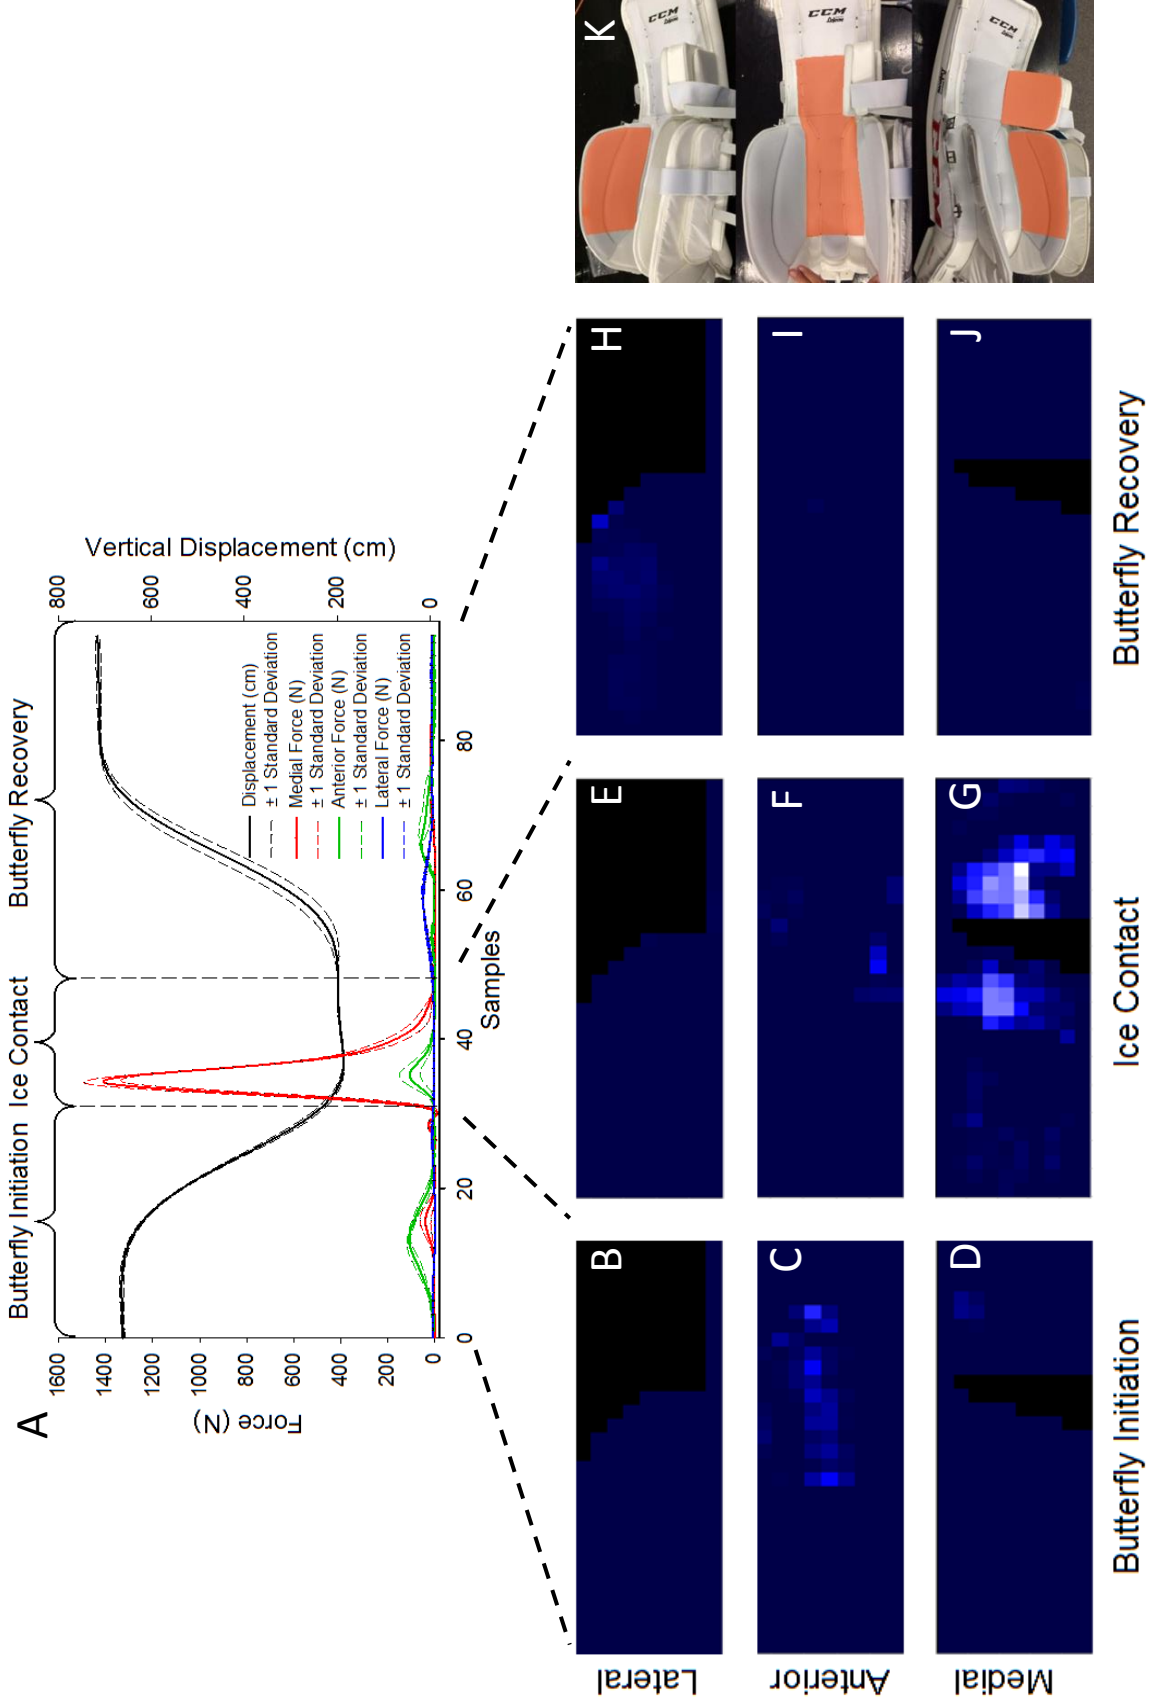 A
Butterfly Initiation
Ice Contact
Butterfly Recovery
Force (N)
1600
1400
1200
1000
800
600
400
200
0
Vertical Displacement (cm)
800
600
400
200
0
Displacement (cm)
± 1 Standard Deviation
Medial Force (N)
± 1 Standard Deviation
Anterior Force (N)
± 1 Standard Deviation
Lateral Force (N)
± 1 Standard Deviation
0
20
40
60
80
Samples
Lateral
B
E
H
K
CCM
Anterior
C
F
I
CCM
Medial
D
G
J
CCM
Butterfly Initiation
Ice Contact
Butterfly Recovery